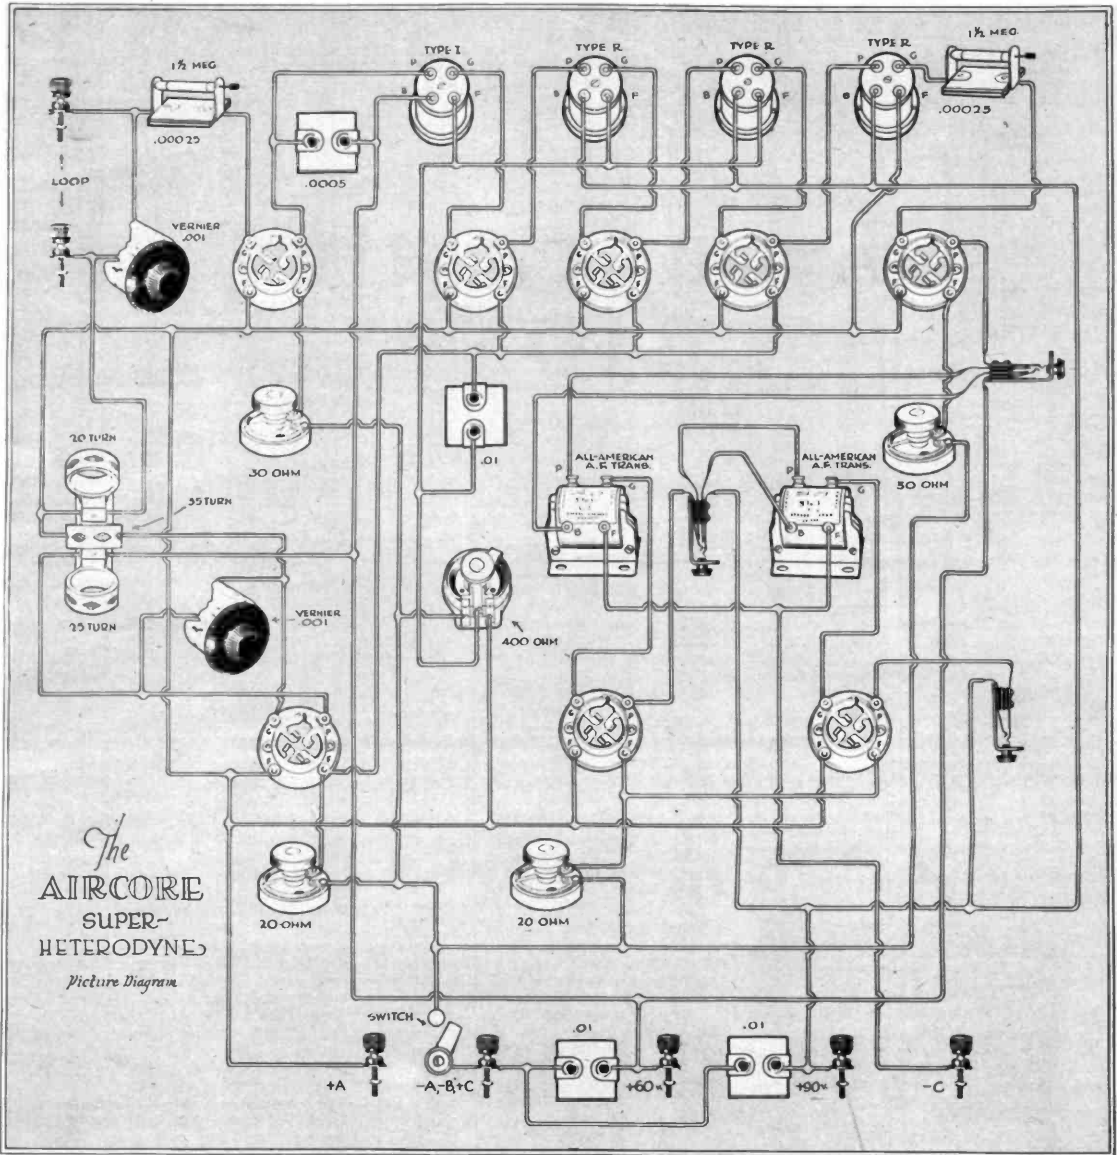 TYPE I
TYPE R
TYPE R
TYPE R
1½ MEG.
1½ MEG
P G
P G
P G
P G
B F
B F
B F
B F
.00025
.00025
.0005
LOOP
VERNIER
.001
20 TURN
35 TURN
25 TURN
30 OHM
.01
ALL-AMERICAN
A.F. TRANS.
P
G
B F
ALL-AMERICAN
A.F. TRANS.
P
G
B F
50 OHM
VERNIER
.001
400 OHM
The
AIRCORE
SUPER-
HETERODYNE
Picture Diagram
20 OHM
20 OHM
SWITCH
.01
.01
+A
-A,-B,+C
+60
+90
-C